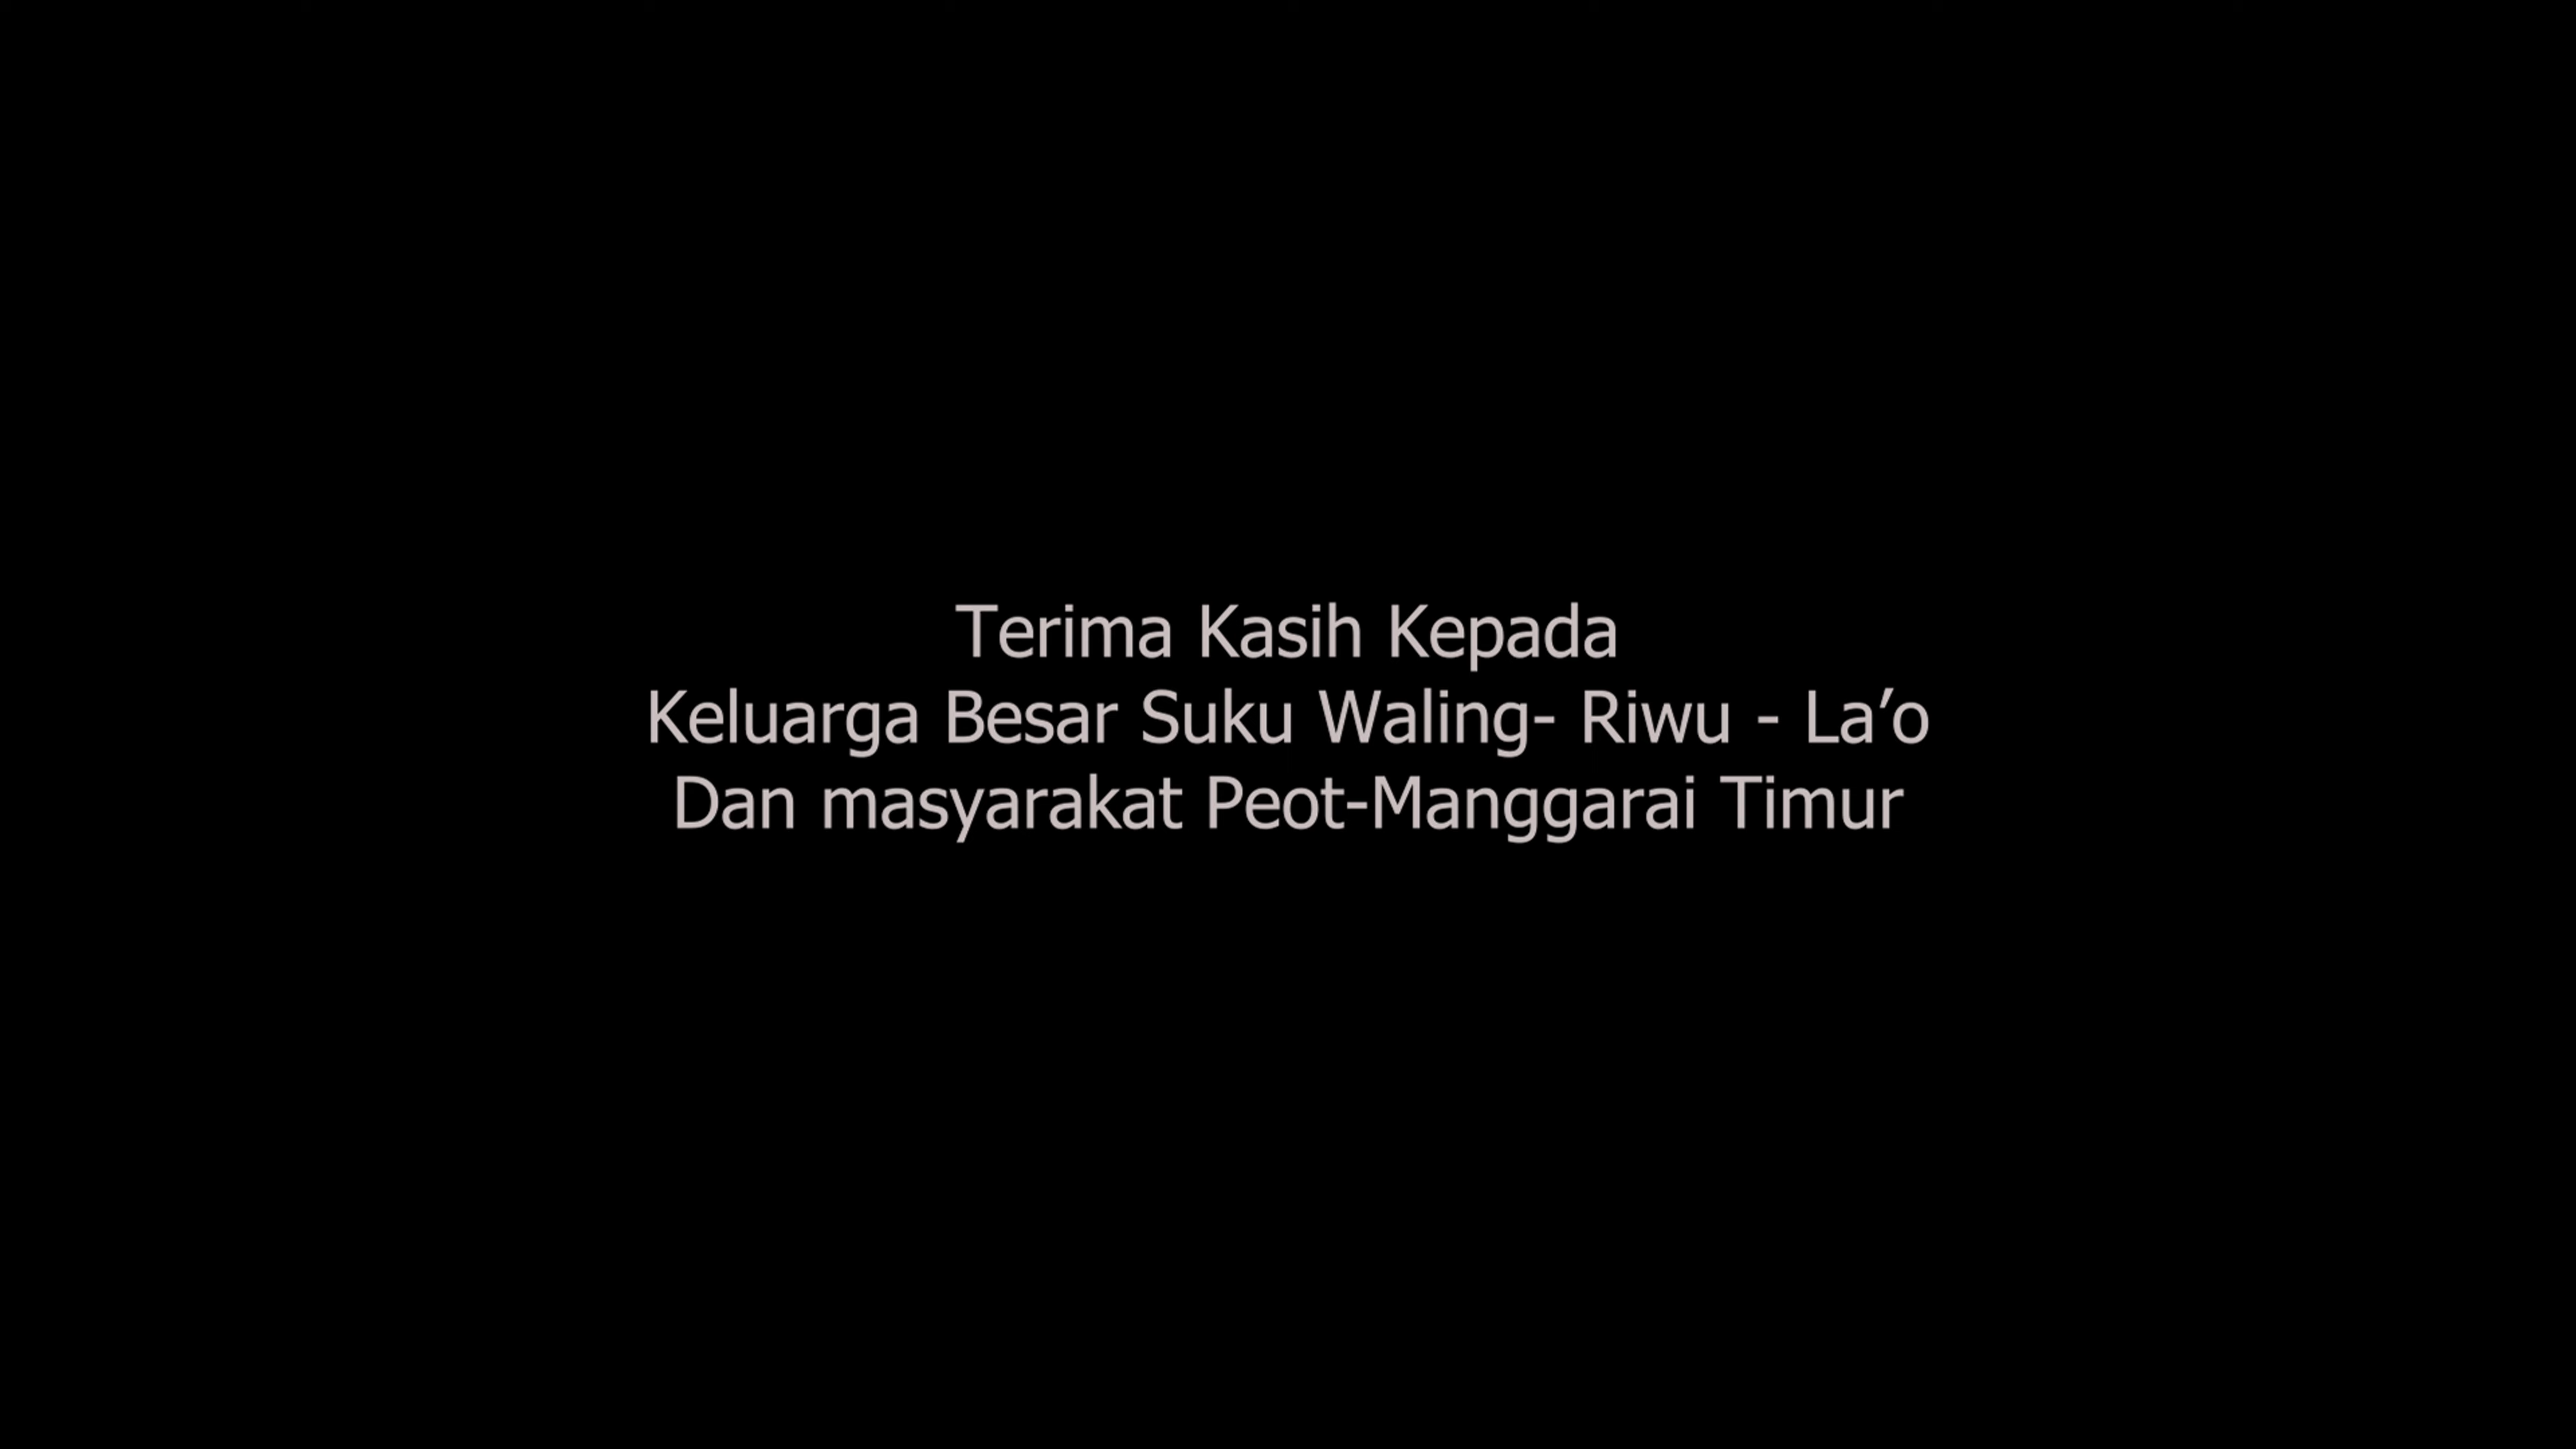 Terima Kasih Kepada
Keluarga Besar Suku Waling- Riwu - La’o
Dan masyarakat Peot-Manggarai Timur